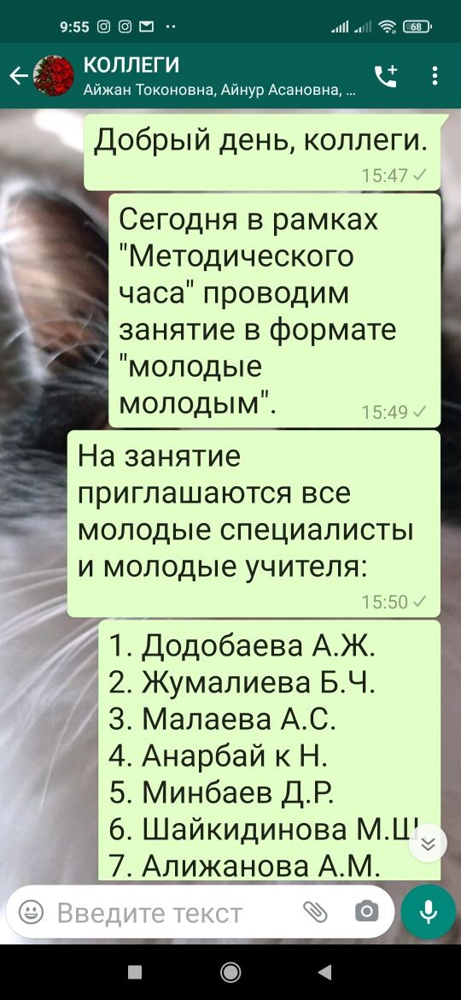 9:55
68
КОЛЛЕГИ
Айжан Токоновна, Айнур Асановна, ...
Добрый день, коллеги.
15:47
Сегодня в рамках
"Методического
часа" проводим
занятие в формате
"молодые
молодым".
15:49
На занятие
приглашаются все
молодые специалисты
и молодые учителя:
15:50
1. Додобаева А.Ж.
2. Жумалиева Б.Ч.
3. Малаева А.С.
4. Анарбай к Н.
5. Минбаев Д.Р.
6. Шайкидинова М.Ш
7. Алижанова А.М.
Введите текст